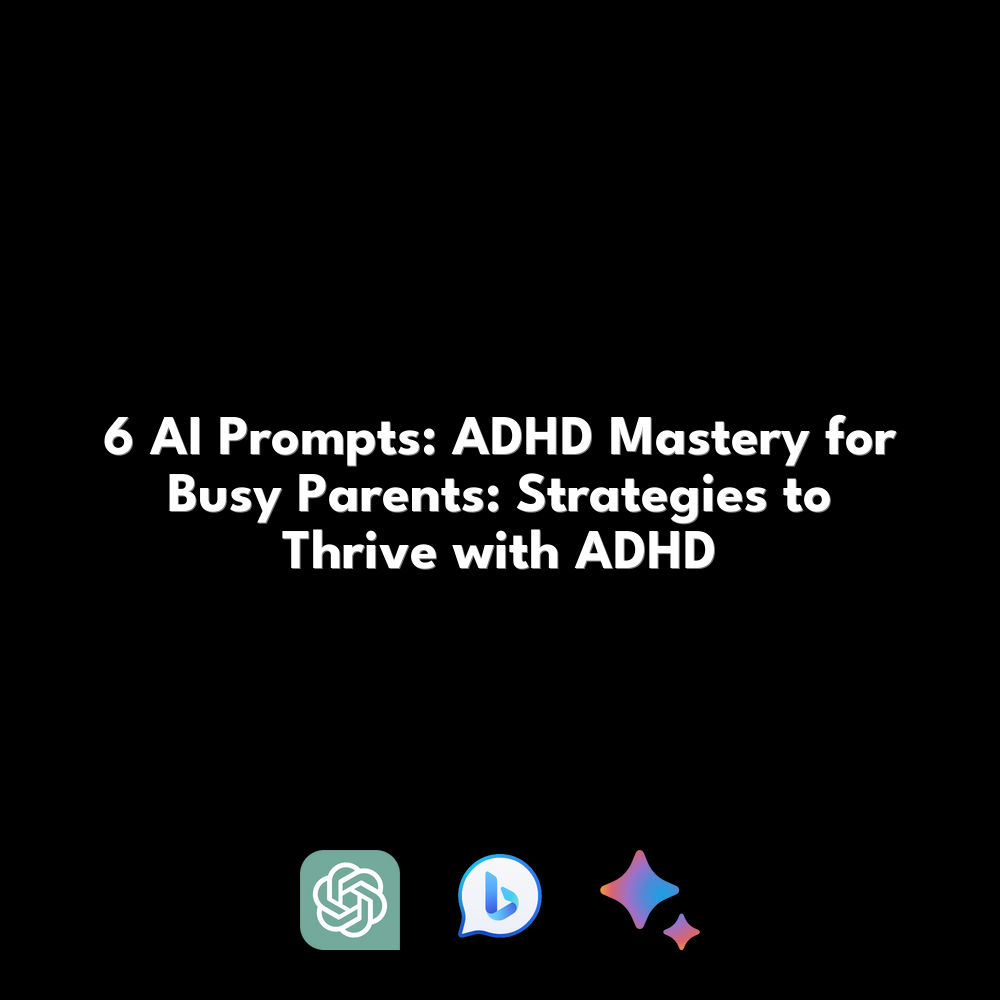 6 AI Prompts: ADHD Mastery for
Busy Parents: Strategies to
Thrive with ADHD